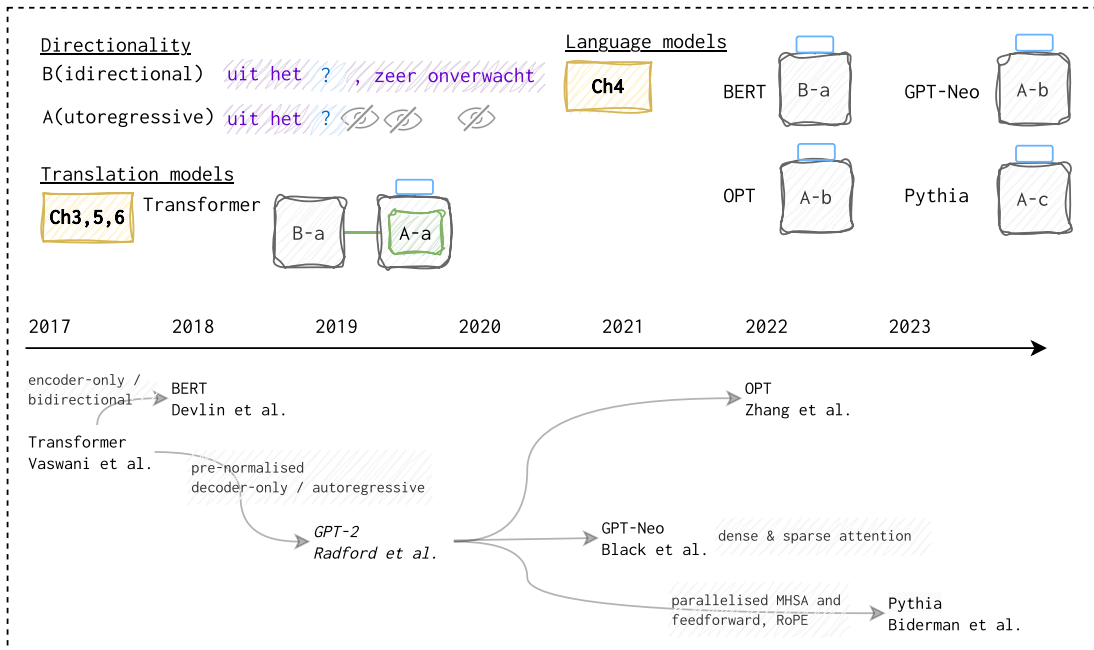 Directionality
B(idirectional) uit het ? , zeer onverwacht
A(utoregressive) uit het ?
Translation models
Ch3,5,6 Transformer
B-a A-a
Language models
Ch4
BERT B-a GPT-Neo A-b
OPT A-b Pythia A-c
2017 2018 2019 2020 2021 2022 2023
encoder-only /
bidirectional
BERT
Devlin et al.
OPT
Zhang et al.
Transformer
Vaswani et al.
pre-normalised
decoder-only / autoregressive
GPT-2
Radford et al.
GPT-Neo
Black et al.
dense & sparse attention
parallelised MHSA and
feedforward, RoPE
Pythia
Biderman et al.